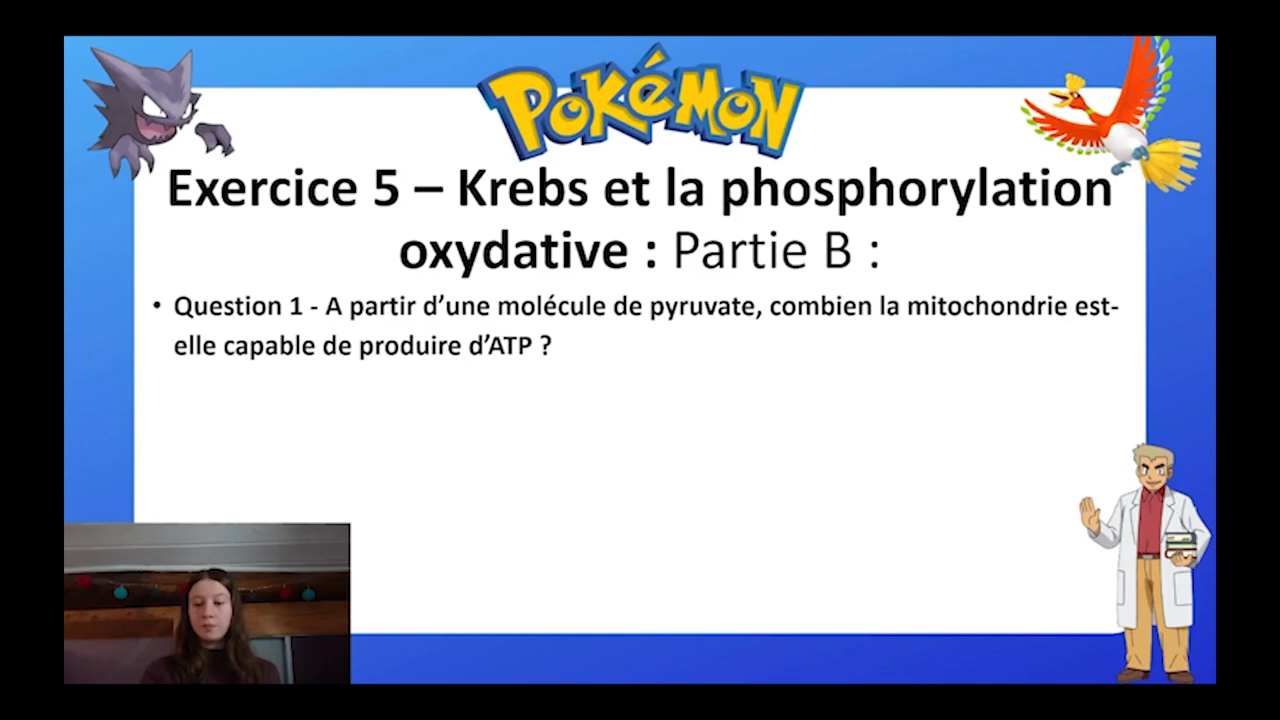 POKéMON
Exercice 5 – Krebs et la phosphorylation
oxydative : Partie B :
• Question 1 - A partir d’une molécule de pyruvate, combien la mitochondrie est-
elle capable de produire d’ATP ?